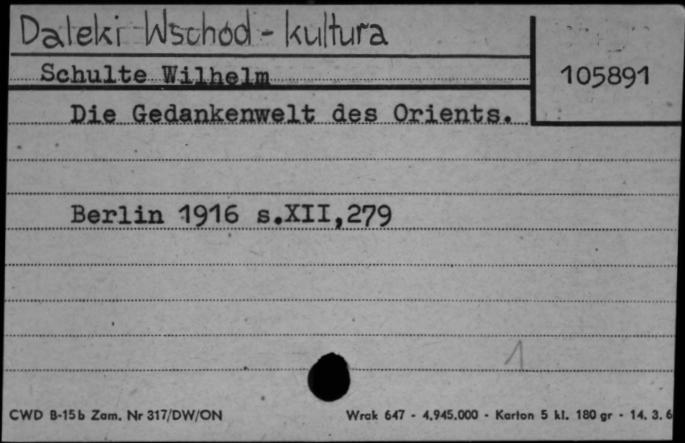 Daleki Wschód - kultura
Schulte Wilhelm
105891
Die Gedankenwelt des Orients.
Berlin 1916 s.XII,279
1
CWD B-15b Zam. Nr 317/DW/ON
Wrak 647 - 4.945.000 - Karton 5 kl. 180 gr - 14. 3. 6